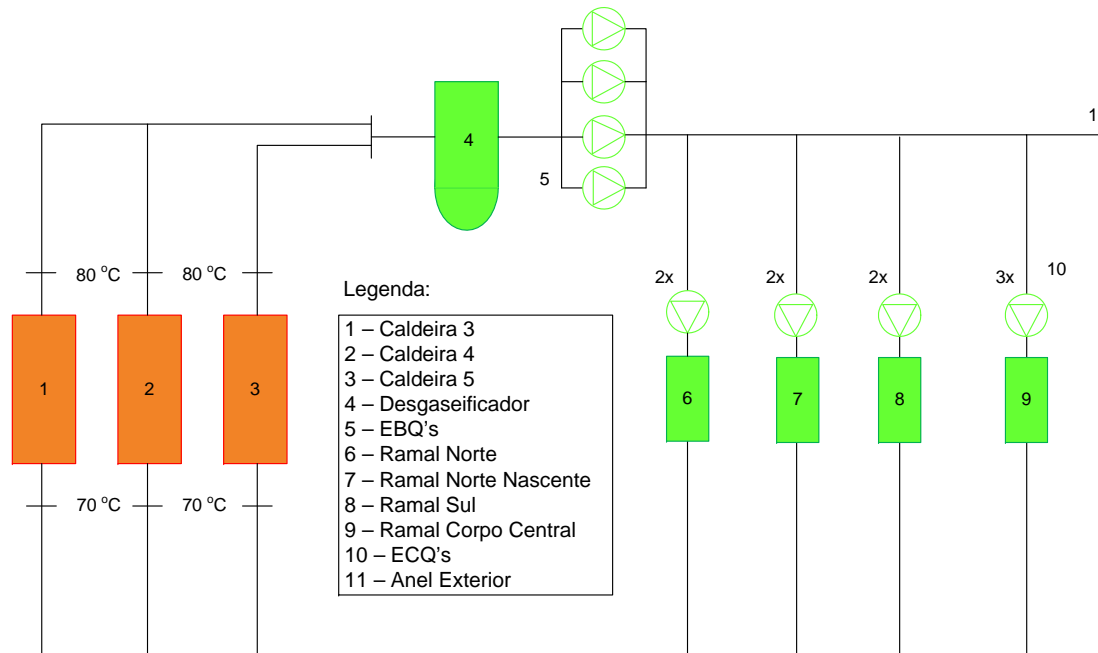 1
4
5
80 °C
80 °C
2x
2x
2x
3x
10
Legenda:
1 – Caldeira 3
2 – Caldeira 4
3 – Caldeira 5
4 – Desgaseificador
5 – EBQ's
6 – Ramal Norte
7 – Ramal Norte Nascente
8 – Ramal Sul
9 – Ramal Corpo Central
10 – ECQ's
11 – Anel Exterior
1
2
3
6
7
8
9
70 °C
70 °C